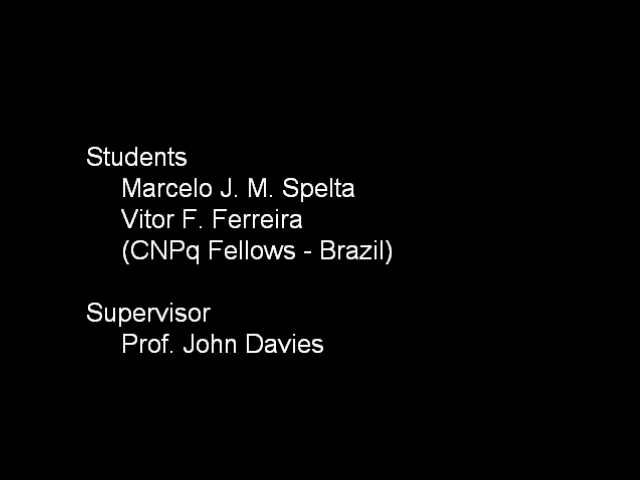 Students
Marcelo J. M. Spelta
Vitor F. Ferreira
(CNPq Fellows - Brazil)
Supervisor
Prof. John Davies